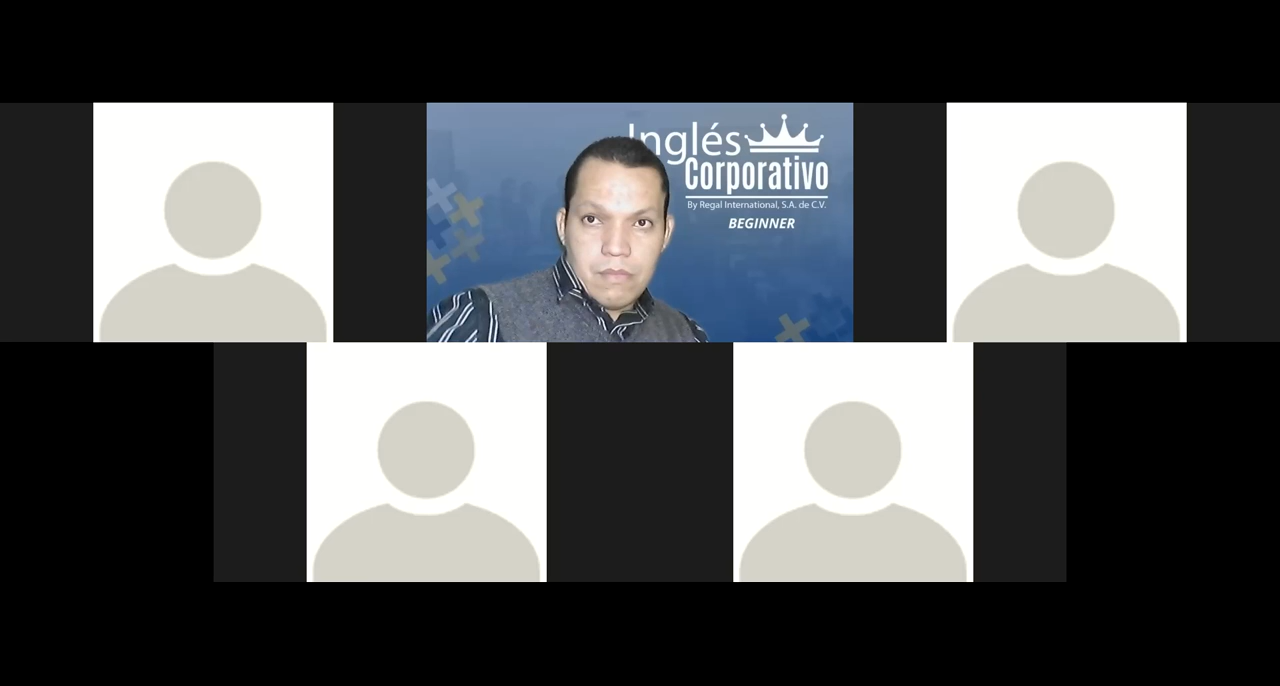 Inglés
Corporativo
By Regal International, S.A. de C.V.
BEGINNER